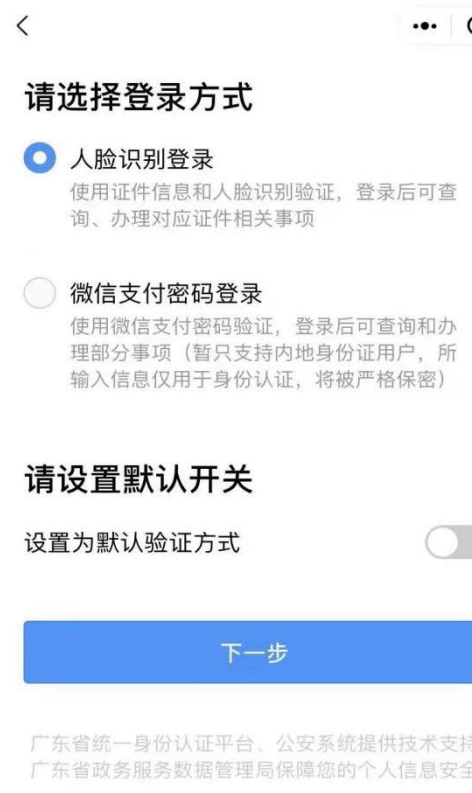 请选择登录方式
人脸识别登录
使用证件信息和人脸识别验证，登录后可查
询、办理对应证件相关事项
微信支付密码登录
使用微信支付密码验证，登录后可查询和办
理部分事项（暂只支持内地身份证用户，所
输入信息仅用于身份认证，将被严格保密）
请设置默认开关
设置为默认验证方式
下一步
广东省统一身份认证平台、公安系统提供技术支持
广东省政务服务数据管理局保障您的个人信息安全